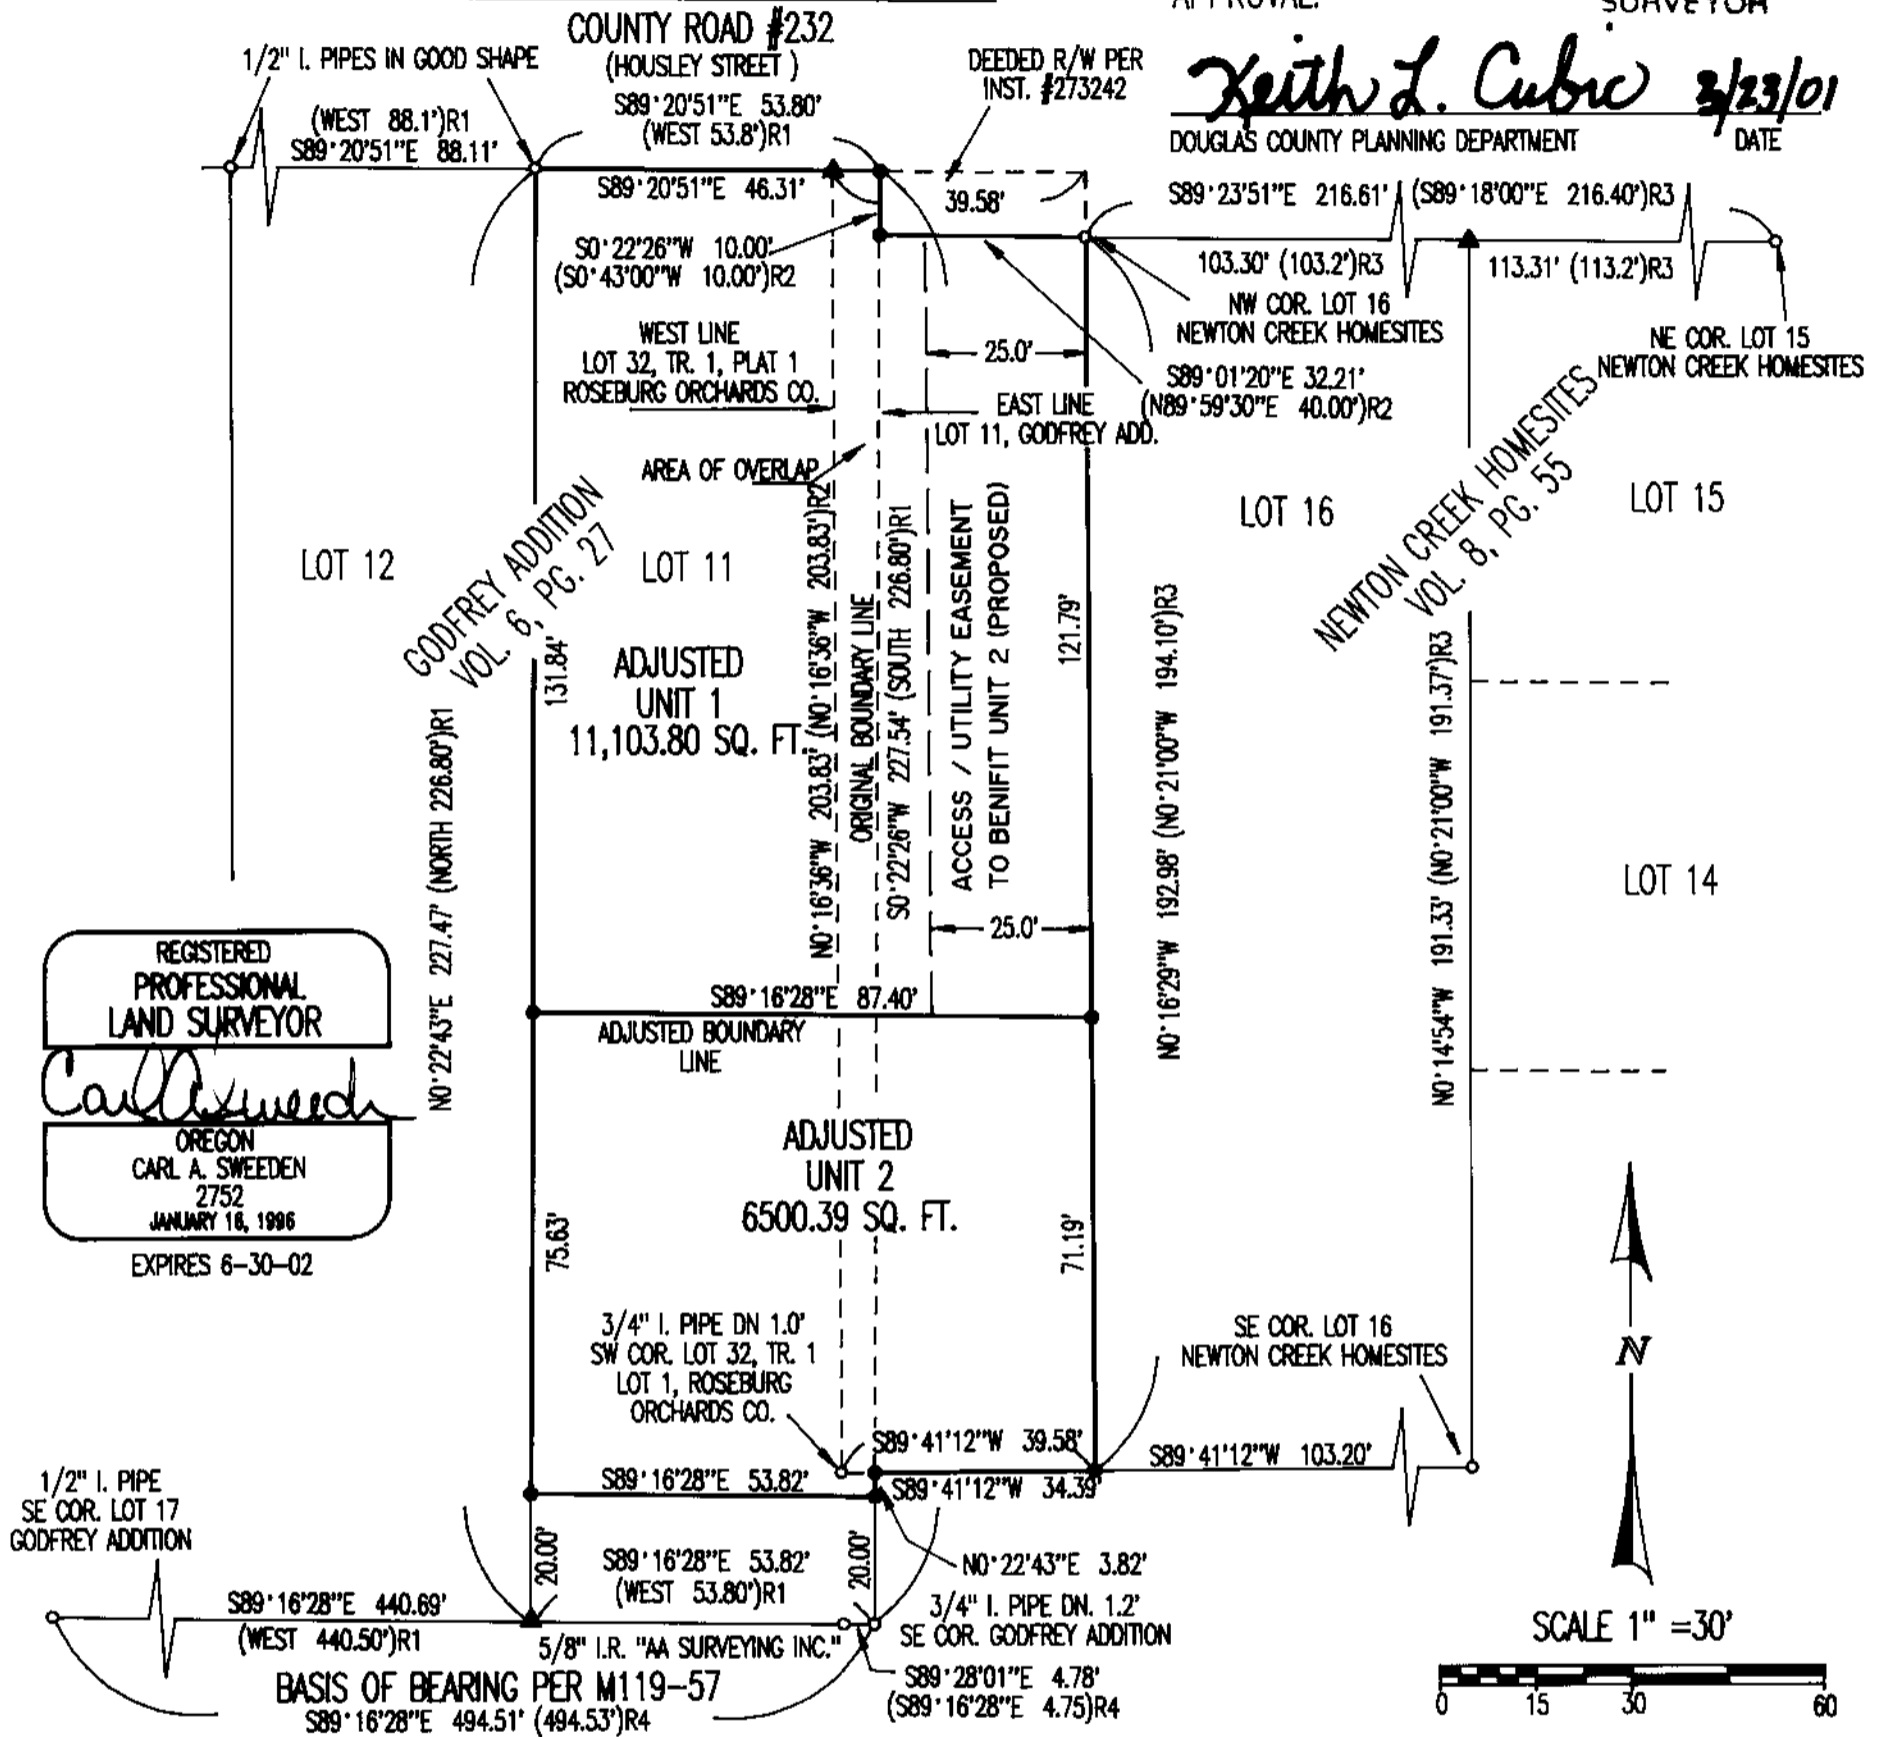 APPROVAL:
SURVEYOR
COUNTY ROAD #232
(HOUSLEY STREET )
1/2" I. PIPES IN GOOD SHAPE
DEEDED R/W PER
INST. #273242
Keith L. Cubic 3/23/01
DOUGLAS COUNTY PLANNING DEPARTMENT
DATE
S89°20'51"E 53.80'
(WEST 53.8')R1
(WEST 88.1')R1
S89°20'51"E 88.11'
S89°20'51"E 46.31'
39.58'
S89°23'51"E 216.61' (S89°18'00"E 216.40')R3
S0°22'26"W 10.00'
(S0°43'00"W 10.00')R2
103.30' (103.2')R3
113.31' (113.2')R3
NW COR. LOT 16
NEWTON CREEK HOMESITES
NE COR. LOT 15
NEWTON CREEK HOMESITES
WEST LINE
LOT 32, TR. 1, PLAT 1
ROSEBURG ORCHARDS CO.
25.0'
S89°01'20"E 32.21'
(N89°59'30"E 40.00')R2
EAST LINE
LOT 11, GODFREY ADD.
AREA OF OVERLAP
LOT 12
GODFREY ADDITION
VOL. 6, PG. 27
LOT 11
LOT 16
NEWTON CREEK HOMESITES
VOL. 8, PG. 55
LOT 15
131.84'
ADJUSTED
UNIT 1
11,103.80 SQ. FT.
N0°16'36"W 203.83' (N0°16'36"W 203.83')R2
ORIGINAL BOUNDARY LINE
S0°22'26"W 227.54' (SOUTH 226.80')R1
ACCESS / UTILITY EASEMENT
TO BENIFIT UNIT 2 (PROPOSED)
121.79'
N0°16'29"W 192.98' (N0°21'00"W 194.10')R3
N0°14'54"W 191.33' (N0°21'00"W 191.37')R3
LOT 14
N0°22'43"E 227.47' (NORTH 226.80')R1
25.0'
REGISTERED
PROFESSIONAL
LAND SURVEYOR
Carl A Sweeden
OREGON
CARL A. SWEEDEN
2752
JANUARY 16, 1996
EXPIRES 6-30-02
S89°16'28"E 87.40'
ADJUSTED BOUNDARY
LINE
ADJUSTED
UNIT 2
6500.39 SQ. FT.
75.63'
71.19'
3/4" I. PIPE DN 1.0'
SW COR. LOT 32, TR. 1
LOT 1, ROSEBURG
ORCHARDS CO.
SE COR. LOT 16
NEWTON CREEK HOMESITES
N
S89°41'12"W 39.58'
S89°41'12"W 103.20'
S89°16'28"E 53.82'
S89°41'12"W 34.39'
1/2" I. PIPE
SE COR. LOT 17
GODFREY ADDITION
20.00'
S89°16'28"E 53.82'
(WEST 53.80')R1
20.00'
N0°22'43"E 3.82'
S89°16'28"E 440.69'
(WEST 440.50')R1
3/4" I. PIPE DN. 1.2'
SE COR. GODFREY ADDITION
5/8" I.R. "AA SURVEYING INC."
S89°28'01"E 4.78'
(S89°16'28"E 4.75)R4
BASIS OF BEARING PER M119-57
S89°16'28"E 494.51' (494.53')R4
SCALE 1" =30'
0 15 30 60